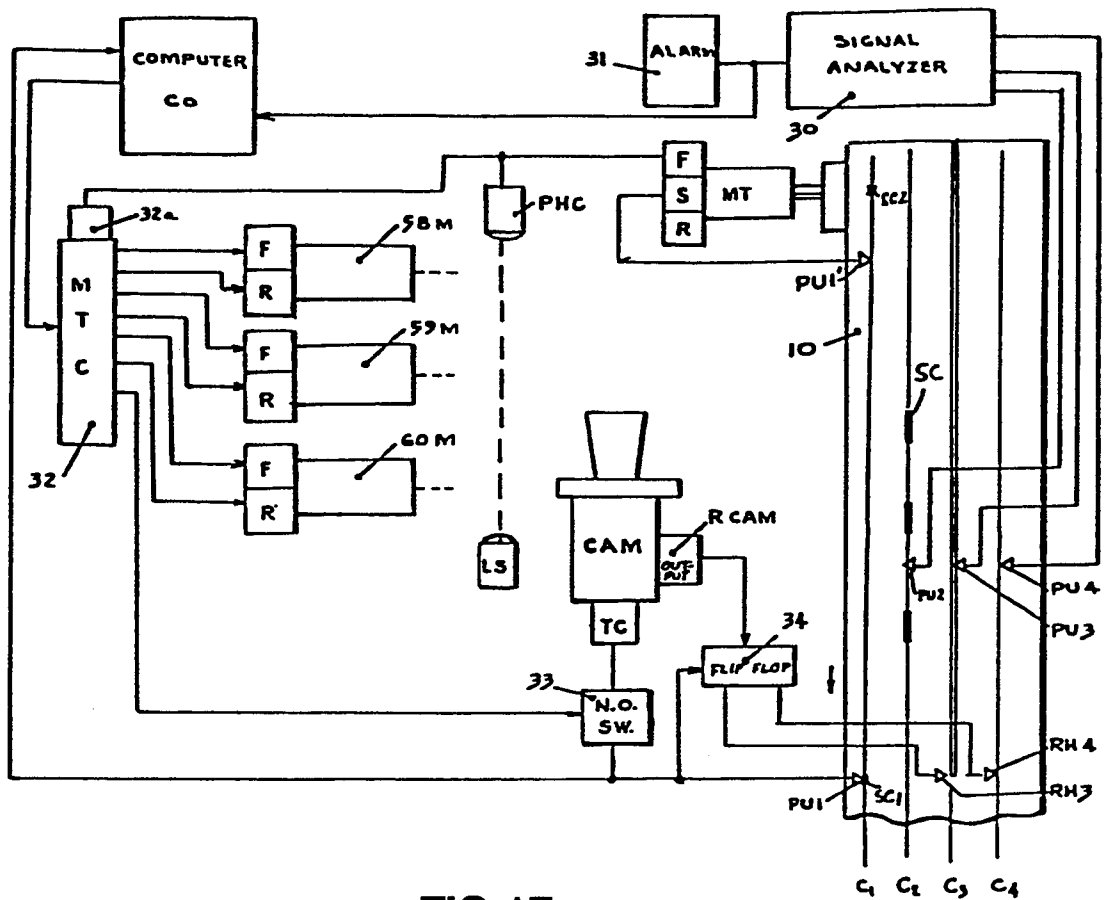 COMPUTER
CO
31
ALARM
SIGNAL
ANALYZER
30
32a
M
T
C
32
F
R
58M
F
R
59M
F
R
60M
PHC
LS
F
S
R
MT
SC2
PU1'
10
SC
CAM
R CAM
OUT-
PUT
TC
33
N.O.
SW.
34
FLIP FLOP
PU2
PU4
PU3
RH4
RH3
PU1
SC1
C1
C2
C3
C4